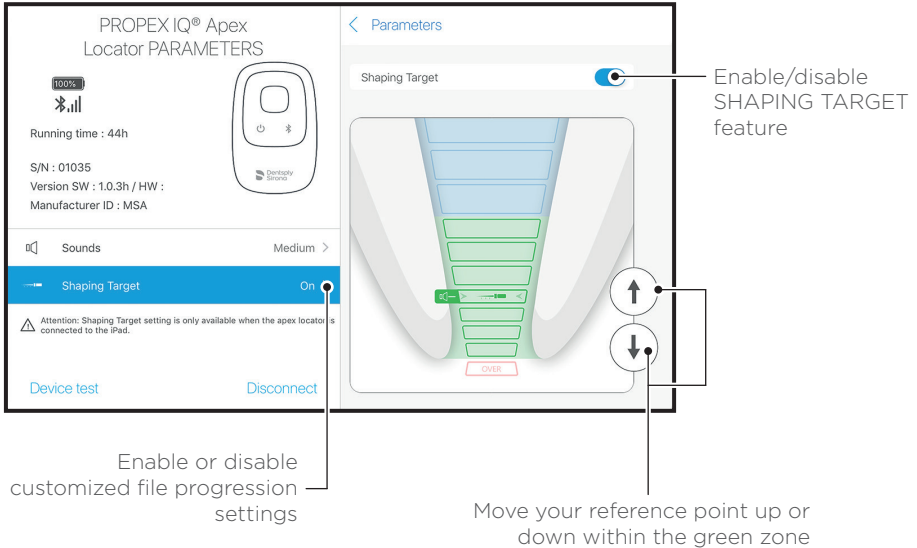 PROPEX IQ® Apex
Locator PARAMETERS
100%
Running time : 44h
S/N : 01035
Version SW : 1.0.3h / HW :
Manufacturer ID : MSA
Dentsply
Sirona
Sounds Medium >
Shaping Target On
Attention: Shaping Target setting is only available when the apex locator is
connected to the iPad.
Device test Disconnect
< Parameters
Shaping Target
OVER
Enable/disable
SHAPING TARGET
feature
Enable or disable
customized file progression
settings
Move your reference point up or
down within the green zone